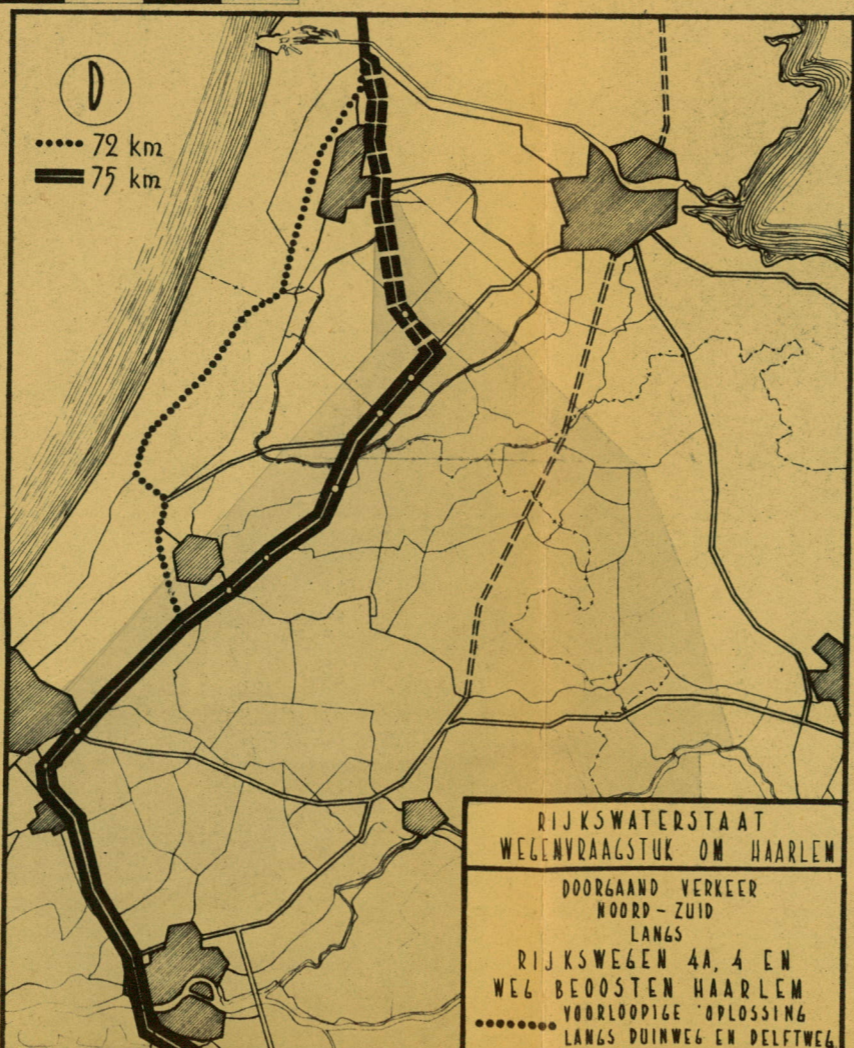 D
72 km
75 km
RIJKSWATERSTAAT
WEGENVRAAGSTUK OM HAARLEM
DOORGAAND VERKEER
NOORD-ZUID
LANGS
RIJKSWEGEN 4A, 4 EN
WEG BEOOSTEN HAARLEM
VOORLOOPIGE OPLOSSING
LANGS DUINWEG EN DELFTWEG